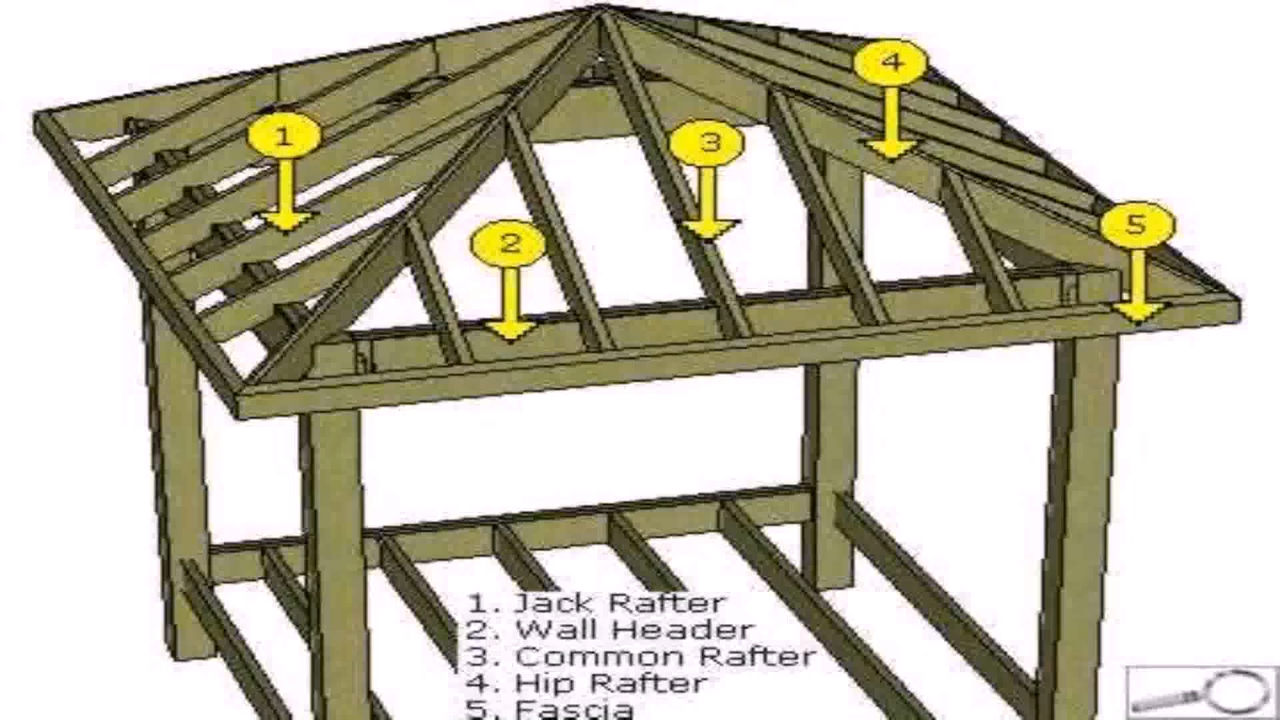 4
1
3
5
2
1. Jack Rafter
2. Wall Header
3. Common Rafter
4. Hip Rafter
5. Fascia